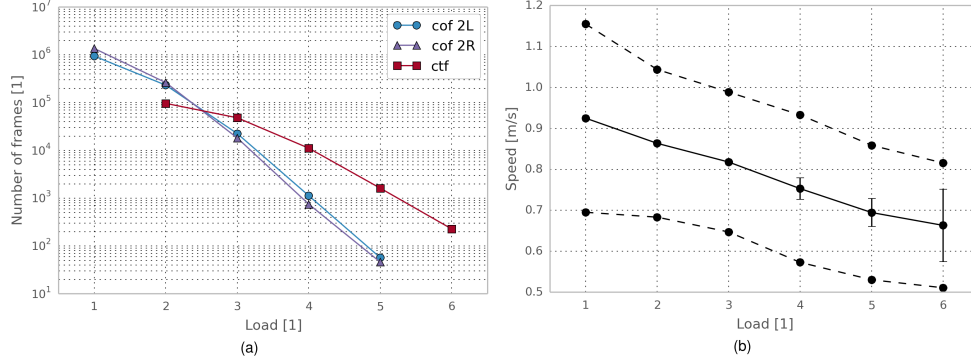 10^7
10^6
10^5
10^4
10^3
10^2
10^1
Number of frames [1]
cof 2L
cof 2R
ctf
1 2 3 4 5 6
Load [1]
(a)
1.2
1.1
1.0
0.9
0.8
0.7
0.6
0.5
Speed [m/s]
1 2 3 4 5 6
Load [1]
(b)